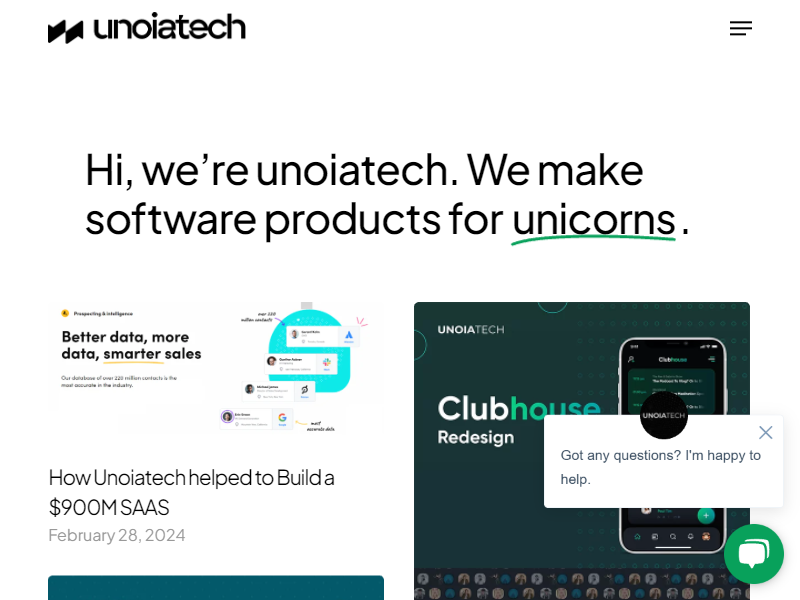 unoiatech
Hi, we're unoiatech. We make
software products for unicorns.
Prospecting & Intelligence
Better data, more
data, smarter sales
Our database of over 220 million contacts is the
most-accurate in the industry.
over 220
million contacts
most
accurate data
How Unoiatech helped to Build a
$900M SAAS
February 28, 2024
UNOIATECH
Clubhouse
Redesign
Clubhouse
UNOIATECH
Got any questions? I'm happy to
help.